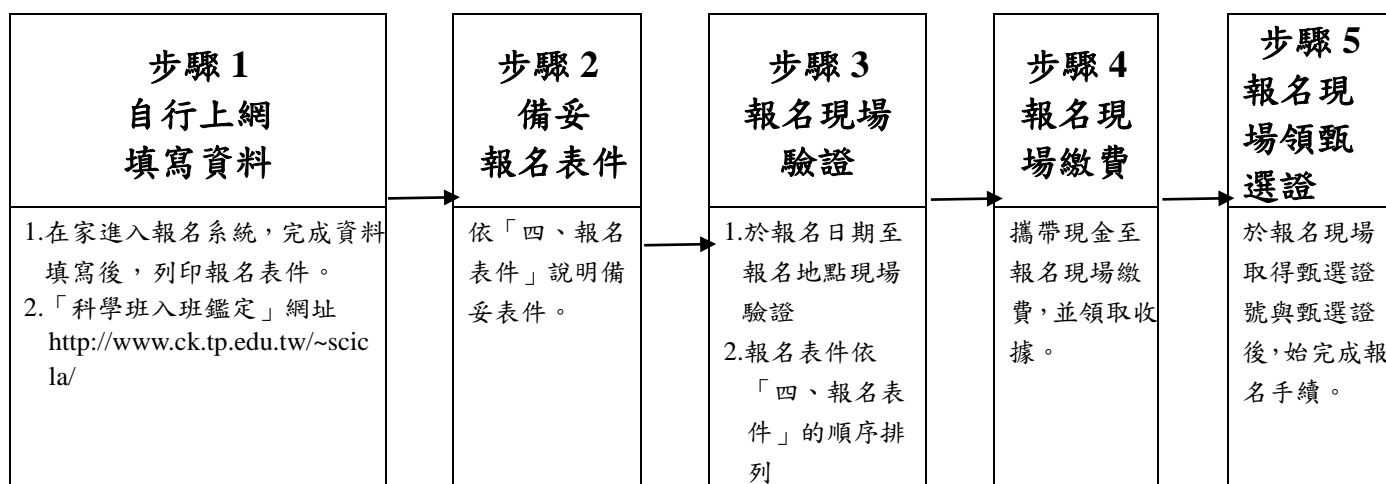 步驟 1
自行上網
填寫資料
1.在家進入報名系統，完成資料
填寫後，列印報名表件。
2.「科學班入班鑑定」網址
http://www.ck.tp.edu.tw/~scic
la/
步驟 2
備妥
報名表件
依「四、報名
表件」說明備
妥表件。
步驟 3
報名現場
驗證
1.於報名日期至
報名地點現場
驗證
2.報名表件依
「四、報名表
件」的順序排
列
步驟 4
報名現
場繳費
攜帶現金至
報名現場繳
費，並領取收
據。
步驟 5
報名現
場領甄
選證
於報名現場
取得甄選證
號與甄選證
後，始完成報
名手續。